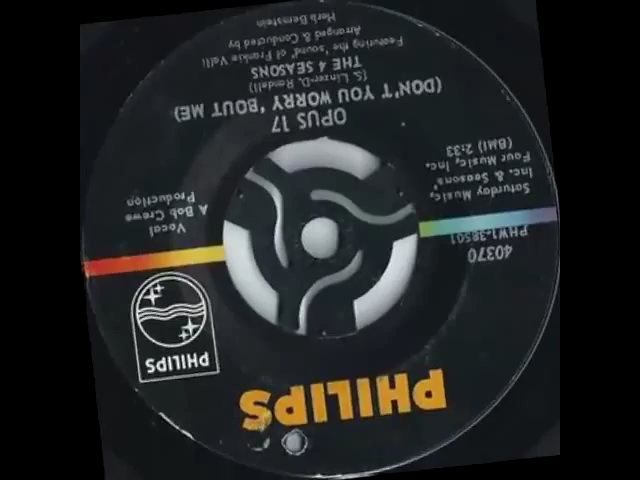 PHILIPS
PHILIPS
40370
PHW1-38501
Saturday Music,
Inc. & Seasons'
Four Music, Inc.
(BMI) 2:33
Vocal
A Bob Crewe
Production
OPUS 17
(DON'T YOU WORRY 'BOUT ME)
(S. Linzer-D. Randell)
THE 4 SEASONS
Featuring the "sound" of Frankie Valli
Arranged & Conducted by
Herb Bernstein